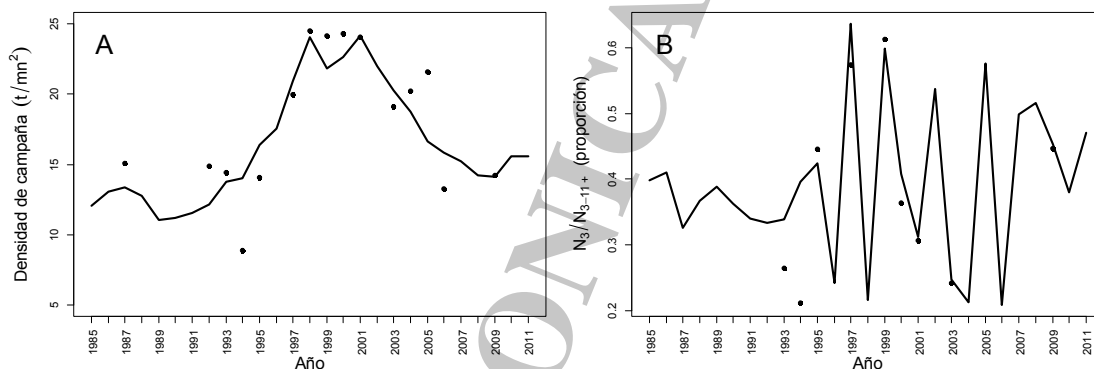 A
Densidad de campaña (t/mn²)
25
20
15
10
5
1985 1987 1989 1991 1993 1995 1997 1999 2001 2003 2005 2007 2009 2011
Año
B
N₃/N₃₋₁₁₊ (proporción)
0.6
0.5
0.4
0.3
0.2
1985 1987 1989 1991 1993 1995 1997 1999 2001 2003 2005 2007 2009 2011
Año
ONICA